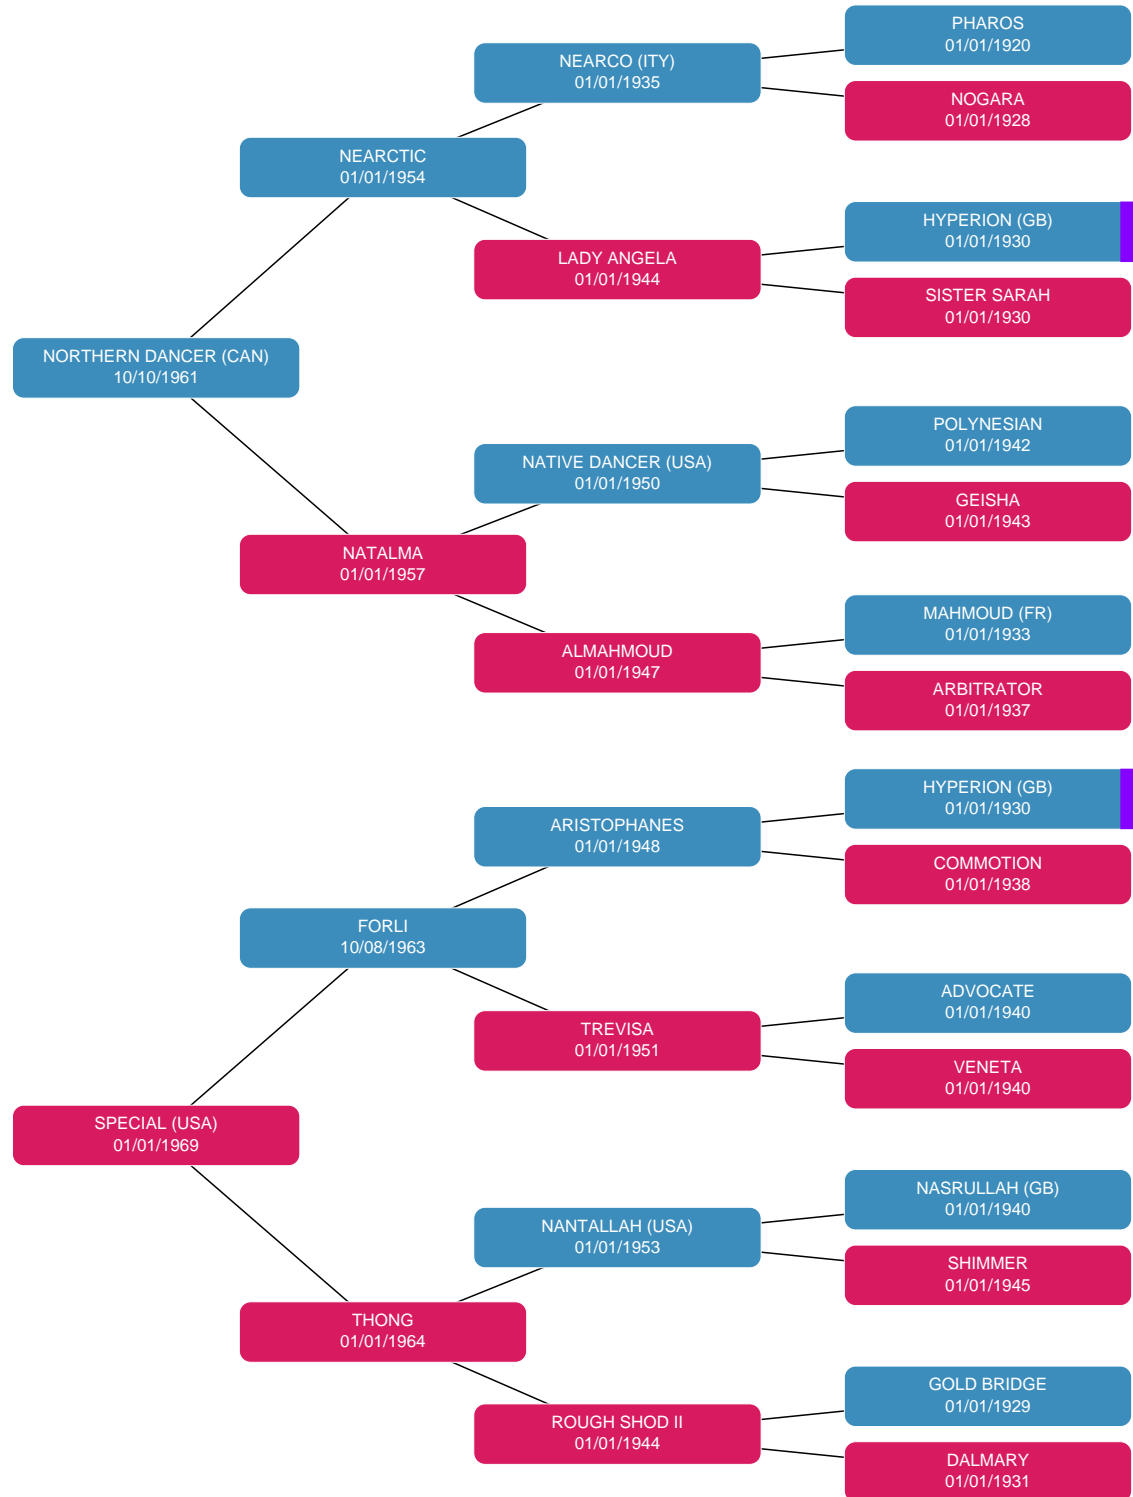 PHAROS
01/01/1920
NEARCO (ITY)
01/01/1935
NOGARA
01/01/1928
NEARCTIC
01/01/1954
HYPERION (GB)
01/01/1930
LADY ANGELA
01/01/1944
SISTER SARAH
01/01/1930
NORTHERN DANCER (CAN)
10/10/1961
POLYNESIAN
01/01/1942
NATIVE DANCER (USA)
01/01/1950
GEISHA
01/01/1943
NATALMA
01/01/1957
MAHMOUD (FR)
01/01/1933
ALMAHMOUD
01/01/1947
ARBITRATOR
01/01/1937
HYPERION (GB)
01/01/1930
ARISTOPHANES
01/01/1948
COMMOTION
01/01/1938
FORLI
10/08/1963
ADVOCATE
01/01/1940
TREVISA
01/01/1951
VENETA
01/01/1940
SPECIAL (USA)
01/01/1969
NASRULLAH (GB)
01/01/1940
NANTALLAH (USA)
01/01/1953
SHIMMER
01/01/1945
THONG
01/01/1964
GOLD BRIDGE
01/01/1929
ROUGH SHOD II
01/01/1944
DALMARY
01/01/1931